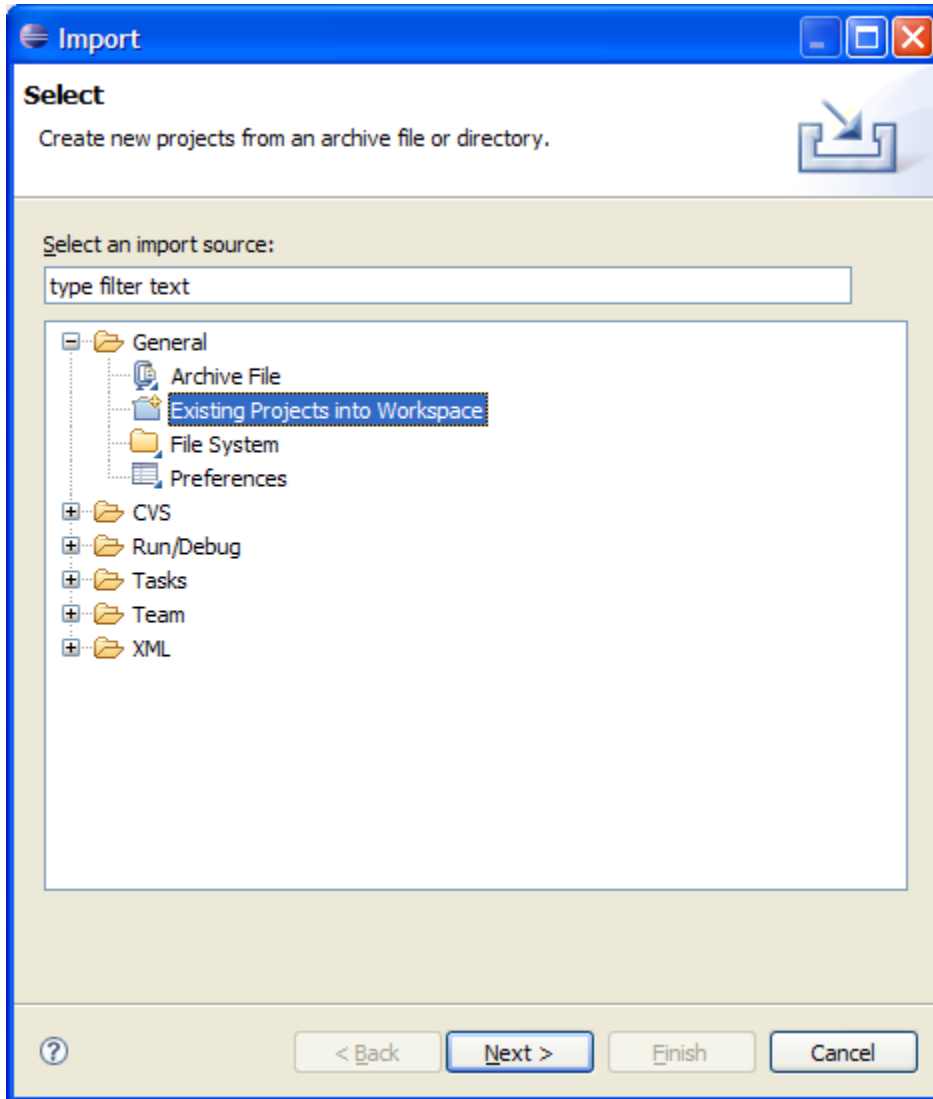 Import
Select
Create new projects from an archive file or directory.
Select an import source:
type filter text
General
Archive File
Existing Projects into Workspace
File System
Preferences
CVS
Run/Debug
Tasks
Team
XML
? < Back Next > Finish Cancel